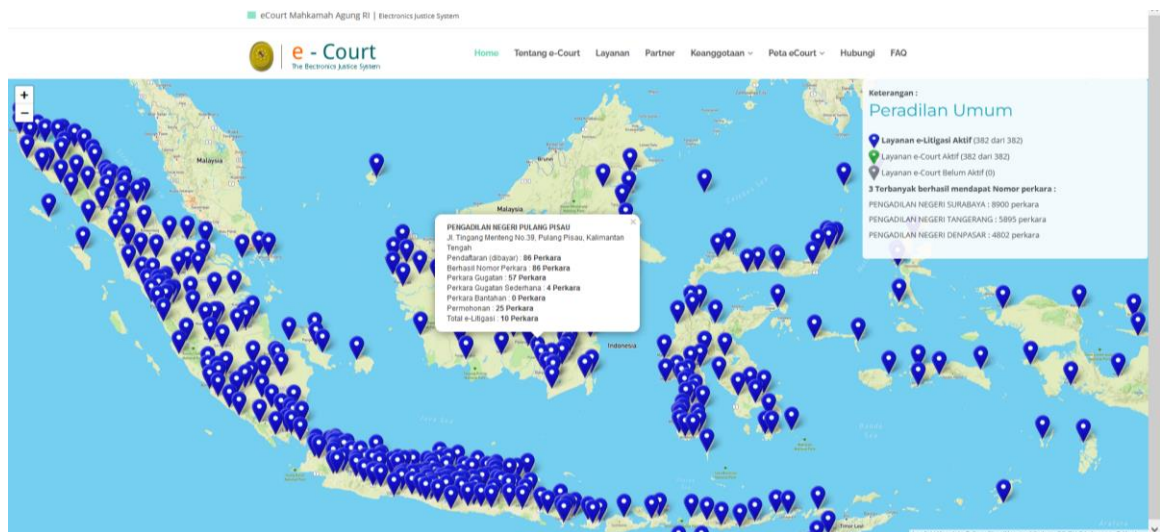 eCourt Mahkamah Agung RI | Electronics Justice System
e - Court
The Electronics Justice System
Home Tentang e-Court Layanan Partner Keanggotaan Peta eCourt Hubungi FAQ
+
−
Keterangan :
Peradilan Umum
Layanan e-Litigasi Aktif (382 dari 382)
Layanan e-Court Aktif (382 dari 382)
Layanan e-Court Belum Aktif (0)
3 Terbanyak berhasil mendapat Nomor perkara :
PENGADILAN NEGERI SURABAYA : 8900 perkara
PENGADILAN NEGERI TANGERANG : 5895 perkara
PENGADILAN NEGERI DENPASAR : 4802 perkara
Malaysia
Brunei
Malaysia
×
PENGADILAN NEGERI PULANG PISAU
Jl. Tingang Menteng No.39, Pulang Pisau, Kalimantan
Tengah
Pendaftaran (dibayar) : 86 Perkara
Berhasil Nomor Perkara : 86 Perkara
Perkara Gugatan : 57 Perkara
Perkara Gugatan Sederhana : 4 Perkara
Perkara Bantahan : 0 Perkara
Permohonan : 25 Perkara
Total e-Litigasi : 10 Perkara
Indonesia
Timor Lest